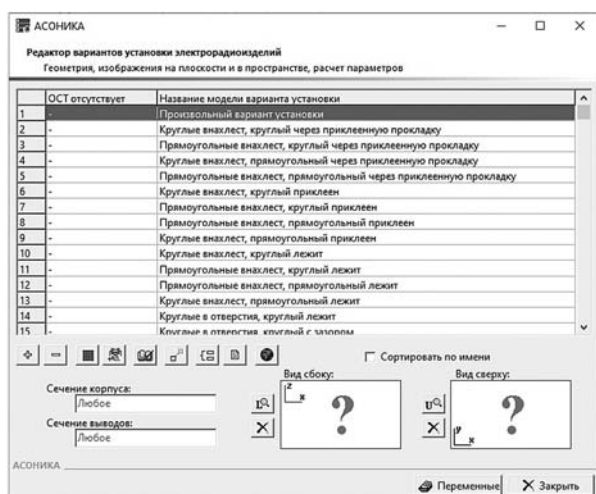 АСОНИКА
Редактор вариантов установки электрорадиоизделий
Геометрия, изображения на плоскости и в пространстве, расчет параметров
ОСТ отсутствует Название модели варианта установки
1 - Произвольный вариант установки
2 - Круглые внахлест, круглый через приклеенную прокладку
3 - Прямоугольные внахлест, круглый через приклеенную прокладку
4 - Круглые внахлест, прямоугольный через приклеенную прокладку
5 - Прямоугольные внахлест, прямоугольный через приклеенную прокладку
6 - Круглые внахлест, круглый приклеен
7 - Прямоугольные внахлест, круглый приклеен
8 - Прямоугольные внахлест, прямоугольный приклеен
9 - Круглые внахлест, прямоугольный приклеен
10 - Круглые внахлест, круглый лежит
11 - Прямоугольные внахлест, круглый лежит
12 - Прямоугольные внахлест, прямоугольный лежит
13 - Круглые внахлест, прямоугольный лежит
14 - Круглые в отверстия, круглый лежит
15 - Круглые в отверстия, круглый с зазором
Сортировать по имени
Вид сбоку: Вид сверху:
Сечение корпуса:
Любое
Сечение выводов:
Любое
z
x
?
y
x
?
АСОНИКА
Переменные Закрыть